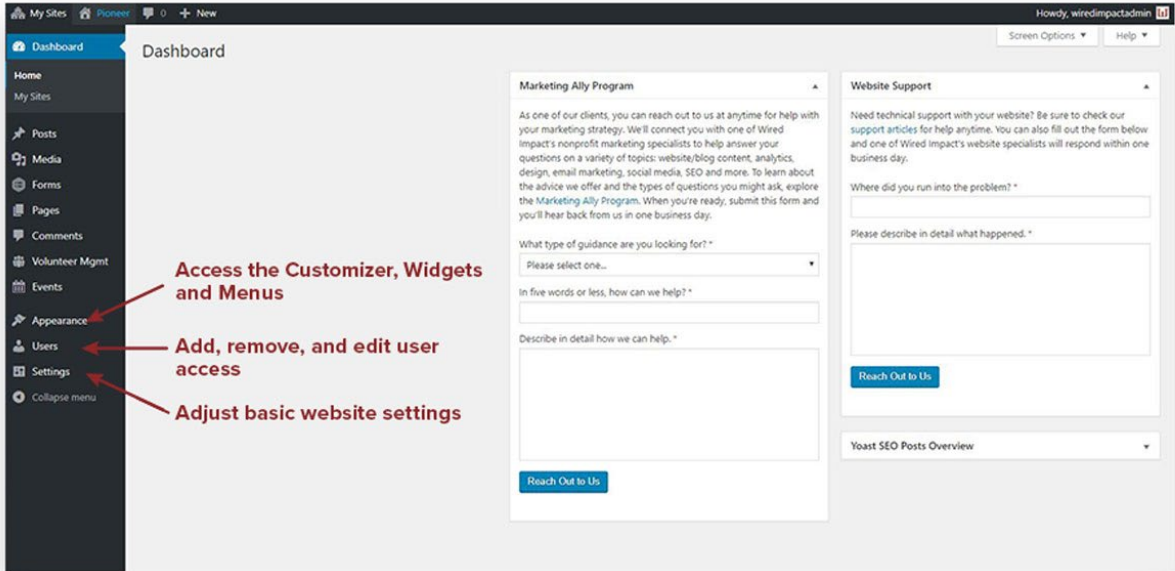 My Sites Pioneer 0 + New Howdy, wiredimpactadmin
Screen Options ▼ Help ▼
Dashboard
Home
My Sites
Posts
Media
Forms
Pages
Comments
Volunteer Mgmt
Events
Appearance
Users
Settings
Collapse menu
Dashboard
Access the Customizer, Widgets
and Menus
Add, remove, and edit user
access
Adjust basic website settings
Marketing Ally Program
As one of our clients, you can reach out to us at anytime for help with
your marketing strategy. We'll connect you with one of Wired
Impact's nonprofit marketing specialists to help answer your
questions on a variety of topics: website/blog content, analytics,
design, email marketing, social media, SEO and more. To learn about
the advice we offer and the types of questions you might ask, explore
the Marketing Ally Program. When you're ready, submit this form and
you'll hear back from us in one business day.
What type of guidance are you looking for? *
Please select one...
In five words or less, how can we help? *
Describe in detail how we can help. *
Reach Out to Us
Website Support
Need technical support with your website? Be sure to check our
support articles for help anytime. You can also fill out the form below
and one of Wired Impact's website specialists will respond within one
business day.
Where did you run into the problem? *
Please describe in detail what happened. *
Reach Out to Us
Yoast SEO Posts Overview